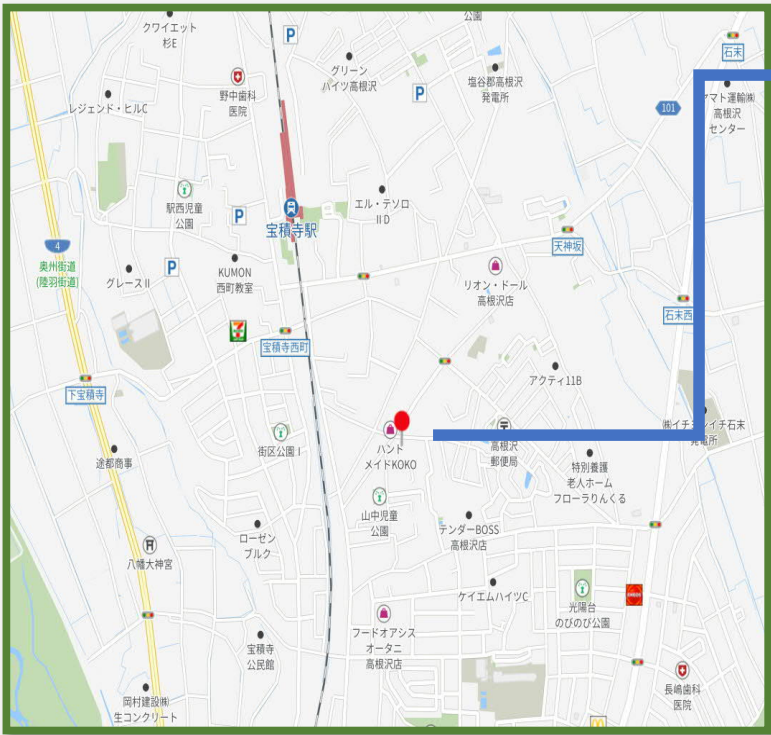 公園
クワイエット
杉E
P
石末
グリーン
ハイツ高根沢
野中歯科
医院
塩谷郡高根沢
発電所
P
レジェンド・ヒルC
101
ヤマト運輸㈱
高根沢
センター
駅西児童
公園
エル・テソロ
II D
P
宝積寺駅
4
奥州街道
(陸羽街道)
天神坂
P
グレースⅡ
KUMON
西町教室
リオン・ドール
高根沢店
石末西
7
宝積寺西町
アクティ11B
下宝積寺
街区公園Ⅰ
ハンド
メイドKOKO
高根沢
郵便局
㈱イチ
イチ石末
発電所
途都商事
特別養護
老人ホーム
フローラりんくる
山中児童
公園
テンダーBOSS
高根沢店
ローゼン
ブルク
八幡大神宮
ケイエムハイツC
光陽台
のびのび公園
宝積寺
公民館
フードオアシス
オータニ
高根沢店
長嶋歯科
医院
岡村建設㈱
生コンクリート